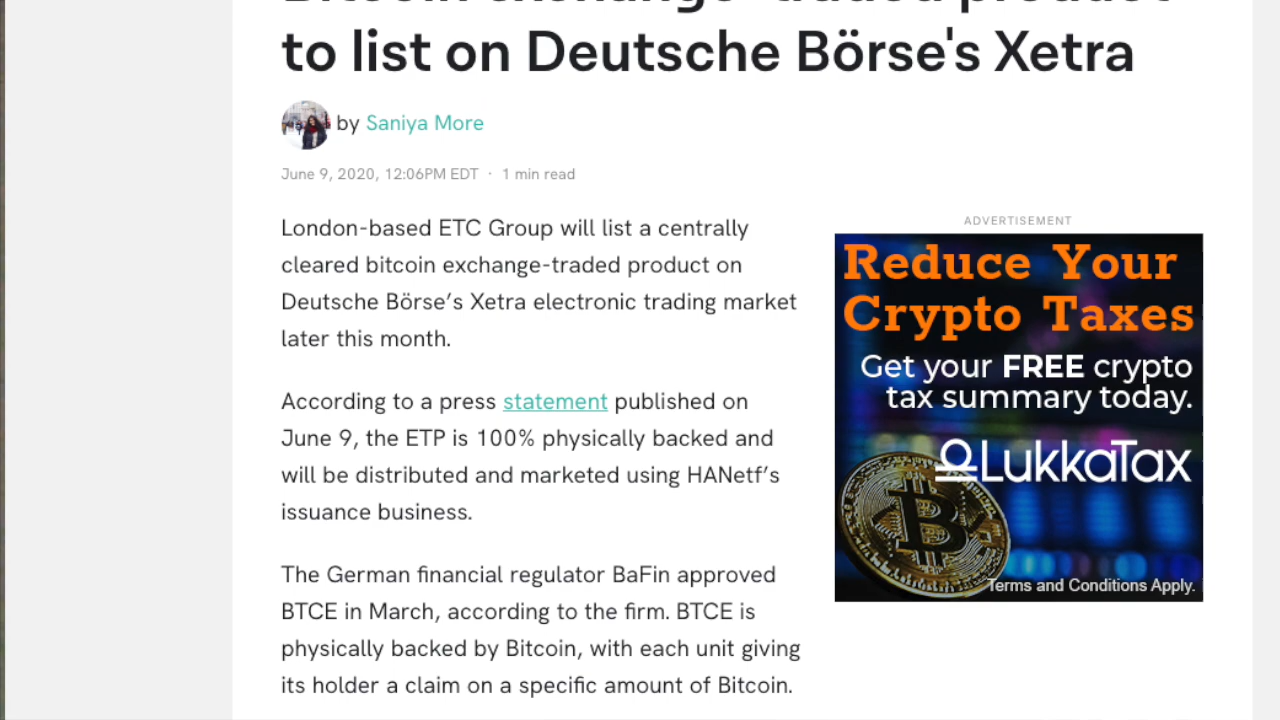 Bitcoin exchange-traded product
to list on Deutsche Börse's Xetra
by Saniya More
June 9, 2020, 12:06PM EDT · 1 min read
London-based ETC Group will list a centrally
cleared bitcoin exchange-traded product on
Deutsche Börse’s Xetra electronic trading market
later this month.
According to a press statement published on
June 9, the ETP is 100% physically backed and
will be distributed and marketed using HANetf’s
issuance business.
The German financial regulator BaFin approved
BTCE in March, according to the firm. BTCE is
physically backed by Bitcoin, with each unit giving
its holder a claim on a specific amount of Bitcoin.
ADVERTISEMENT
Reduce Your
Crypto Taxes
Get your FREE crypto
tax summary today.
LukkaTax
Terms and Conditions Apply.